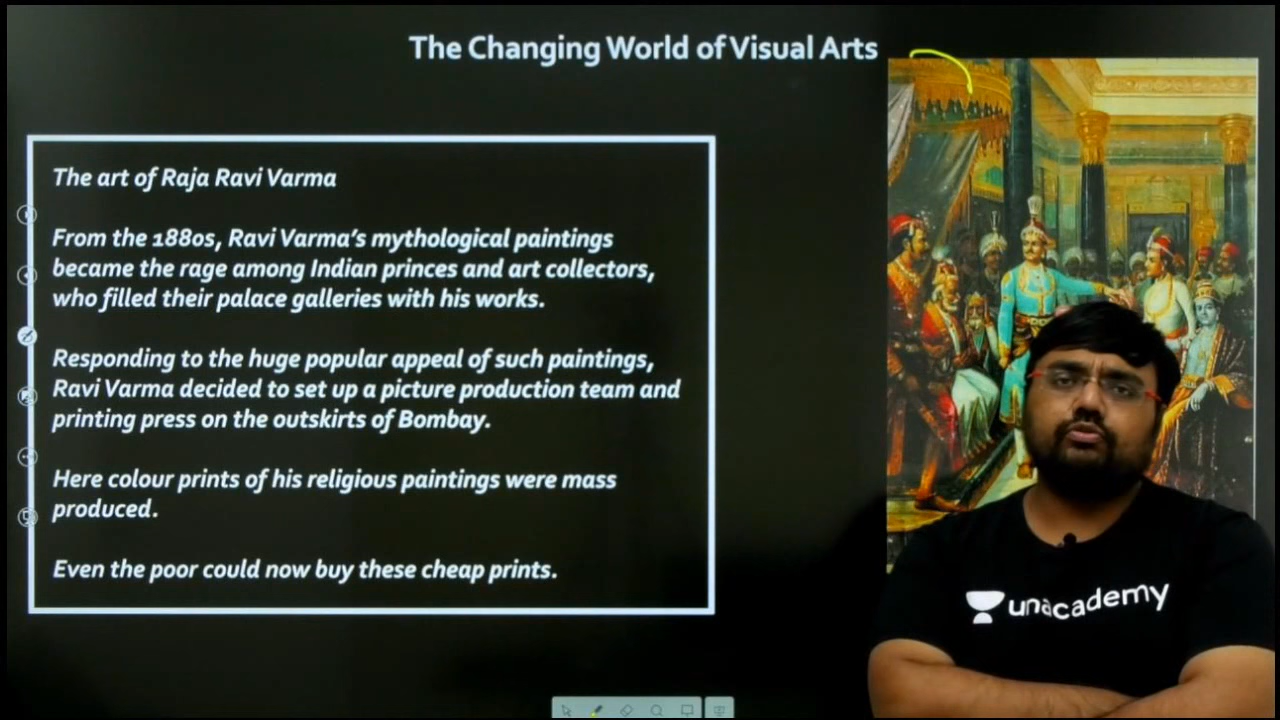 The Changing World of Visual Arts
The art of Raja Ravi Varma
From the 1880s, Ravi Varma's mythological paintings
became the rage among Indian princes and art collectors,
who filled their palace galleries with his works.
Responding to the huge popular appeal of such paintings,
Ravi Varma decided to set up a picture production team and
printing press on the outskirts of Bombay.
Here colour prints of his religious paintings were mass
produced.
Even the poor could now buy these cheap prints.
unacademy